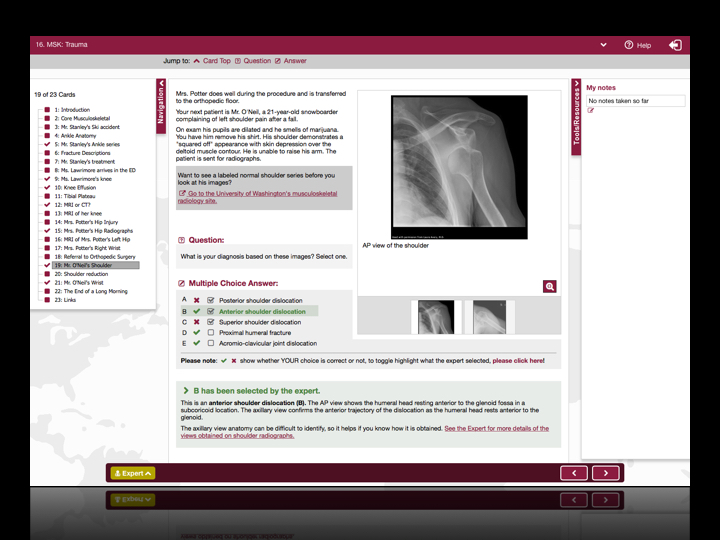 16. MSK: Trauma
Help
Jump to: Card Top Question Answer
19 of 23 Cards
1: Introduction
2: Core Musculoskeletal
3: Mr. Stanley's Ski accident
4: Ankle Anatomy
5: Mr. Stanley's Ankle series
6: Fracture Descriptions
7: Mr. Stanley's treatment
8: Ms. Lawrimore arrives in the ED
9: Ms. Lawrimore's knee
10: Knee Effusion
11: Tibial Plateau
12: MRI or CT?
13: MRI of her knee
14: Mrs. Potter's Hip Injury
15: Mrs. Potter's Hip Radiographs
16: MRI of Mrs. Potter's Left Hip
17: Mrs. Potter's Right Wrist
18: Referral to Orthopedic Surgery
19: Mr. O'Neil's Shoulder
20: Shoulder reduction
21: Mr. O'Neil's Wrist
22: The End of a Long Morning
23: Links
Navigation
Mrs. Potter does well during the procedure and is transferred
to the orthopedic floor.
Your next patient is Mr. O'Neil, a 21-year-old snowboarder
complaining of left shoulder pain after a fall.
On exam his pupils are dilated and he smells of marijuana.
You have him remove his shirt. His shoulder demonstrates a
"squared off" appearance with skin depression over the
deltoid muscle contour. He is unable to raise his arm. The
patient is sent for radiographs.
Want to see a labeled normal shoulder series before you
look at his images?
Go to the University of Washington's musculoskeletal
radiology site.
AP view of the shoulder
Question:
What is your diagnosis based on these images? Select one.
Multiple Choice Answer:
A Posterior shoulder dislocation
B Anterior shoulder dislocation
C Superior shoulder dislocation
D Proximal humeral fracture
E Acromio-clavicular joint dislocation
Please note: show whether YOUR choice is correct or not, to toggle highlight what the expert selected, please click here!
B has been selected by the expert.
This is an anterior shoulder dislocation (B). The AP view shows the humeral head resting anterior to the glenoid fossa in a
subcoricoid location. The axillary view confirms the anterior trajectory of the dislocation as the humeral head rests anterior to the
glenoid.
The axillary view anatomy can be difficult to identify, so it helps if you know how it is obtained. See the Expert for more details of the
views obtained on shoulder radiographs.
Tools/Resources
My notes
No notes taken so far
Expert